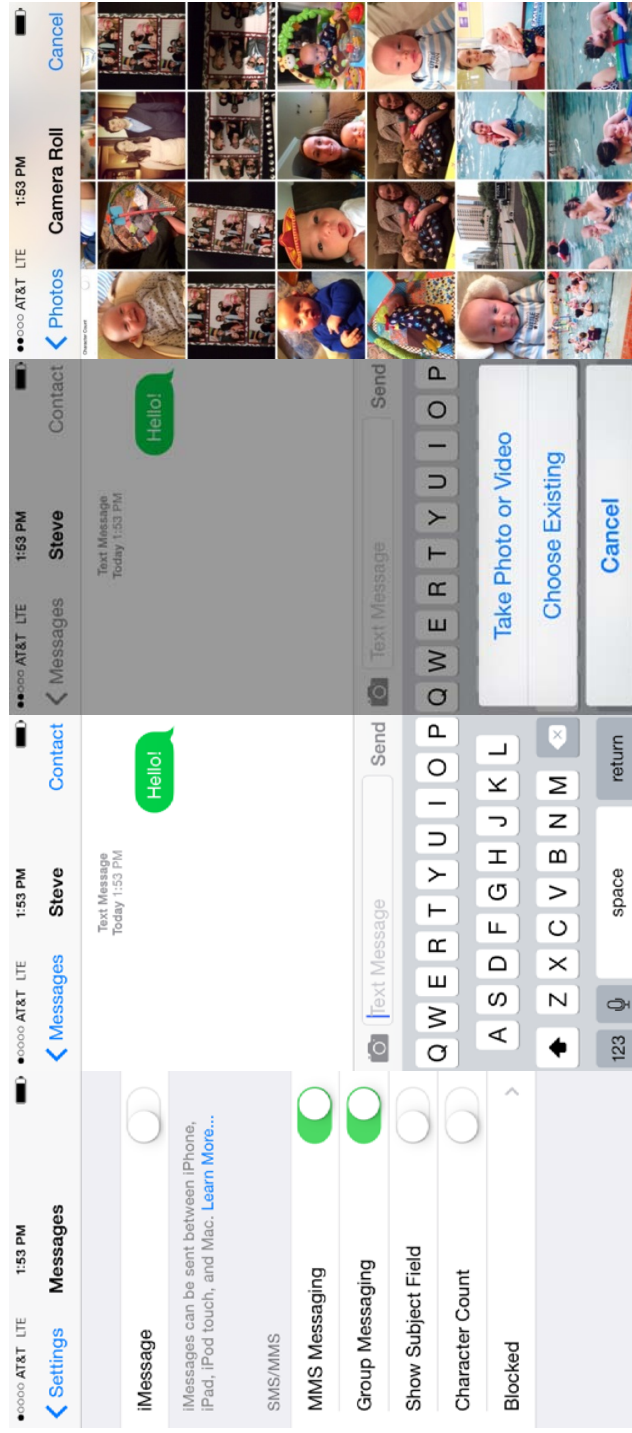 ●●○○○ AT&T LTE 1:53 PM
Settings Messages
iMessage
iMessages can be sent between iPhone,
iPad, iPod touch, and Mac. Learn More...
SMS/MMS
MMS Messaging
Group Messaging
Show Subject Field
Character Count
Blocked
●○○○○ AT&T LTE 1:53 PM
Messages Steve Contact
Text Message
Today 1:53 PM
Hello!
Text Message Send
Q W E R T Y U I O P
A S D F G H J K L
Z X C V B N M
123 space return
●●○○○ AT&T LTE 1:53 PM
Messages Steve Contact
Text Message
Today 1:53 PM
Hello!
Text Message Send
Q W E R T Y U I O P
Take Photo or Video
Choose Existing
Cancel
●●○○○ AT&T LTE 1:53 PM
Photos Camera Roll Cancel
Character Count